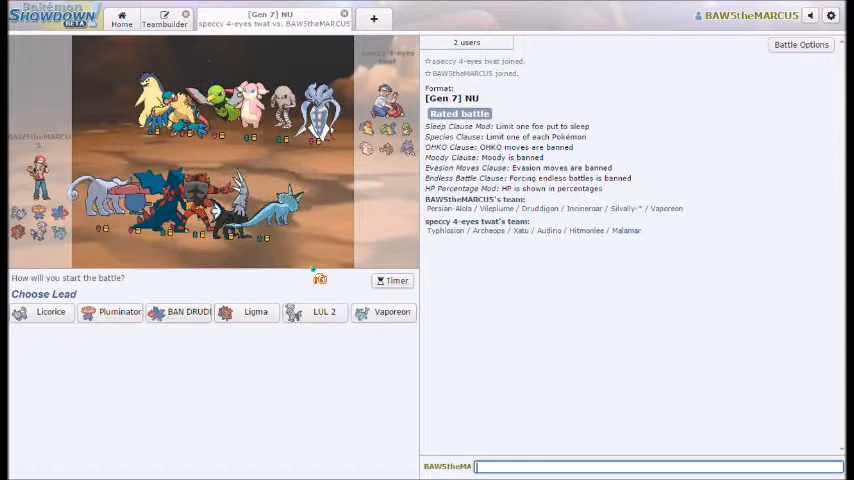 Pokémon
SHOWDOWN
BETA
Home
Teambuilder
[Gen 7] NU
speccy 4-eyes twat vs. BAW5theMARCUS
+
BAW5theMARCUS
2 users
Battle Options
☆speccy 4-eyes twat joined.
☆BAW5theMARCUS joined.
Format:
[Gen 7] NU
Rated battle
Sleep Clause Mod: Limit one foe put to sleep
Species Clause: Limit one of each Pokémon
OHKO Clause: OHKO moves are banned
Moody Clause: Moody is banned
Evasion Moves Clause: Evasion moves are banned
Endless Battle Clause: Forcing endless battles is banned
HP Percentage Mod: HP is shown in percentages
BAW5theMARCUS's team:
Persian-Alola / Vileplume / Druddigon / Incineroar / Silvally-* / Vaporeon
speccy 4-eyes twat's team:
Typhlosion / Archeops / Xatu / Audino / Hitmonlee / Malamar
speccy 4-eyes
twat
BAW5theMARCU
S
How will you start the battle?
Timer
Choose Lead
Licorice
Pluminator
BAN DRUDI
Ligma
LUL 2
Vaporeon
BAW5theMA